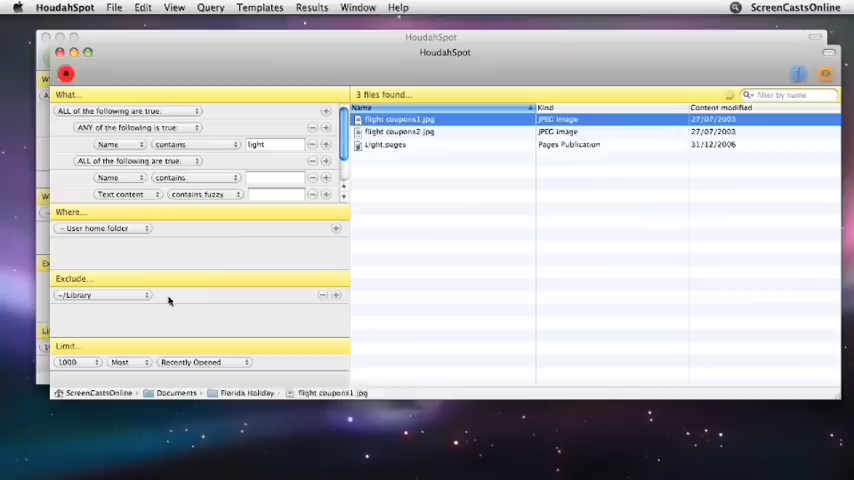 HoudahSpot File Edit View Query Templates Results Window Help ScreenCastsOnline
HoudahSpot
HoudahSpot
What...
3 files found...
filter by name
Name Kind Content modified
ALL of the following are true:
flight coupons1.jpg JPEG image 27/07/2003
ANY of the following is true:
flight coupons2.jpg JPEG image 27/07/2003
Name contains light
Light.pages Pages Publication 31/12/2006
ALL of the following are true:
Name contains
Text content contains fuzzy
Where...
~ User home folder
Exclude...
~/Library
Limit...
1000 Most Recently Opened
ScreenCastsOnline Documents Florida Holiday flight coupons1.jpg